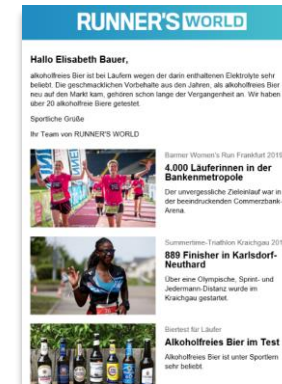 RUNNER'S WORLD
Hallo Elisabeth Bauer,
alkoholfreies Bier ist bei Läufern wegen der darin enthaltenen Elektrolyte sehr
beliebt. Die geschmacklichen Vorbehalte aus den Jahren, als alkoholfreies Bier
neu auf den Markt kam, gehören schon lange der Vergangenheit an. Wir haben
über 20 alkoholfreie Biere getestet.
Sportliche Grüße
Ihr Team von RUNNER'S WORLD
Barmer Women's Run Frankfurt 2019
4.000 Läuferinnen in der
Bankenmetropole
Der unvergessliche Zieleinlauf war in
der beeindruckenden Commerzbank-
Arena.
Summertime-Triathlon Kraichgau 201
889 Finisher in Karlsdorf-
Neuthard
Über eine Olympische, Sprint- und
Jedermann-Distanz wurde im
Kraichgau gestartet.
Biertest für Läufer
Alkoholfreies Bier im Test
Alkoholfreies Bier ist unter Sportlern
sehr beliebt.